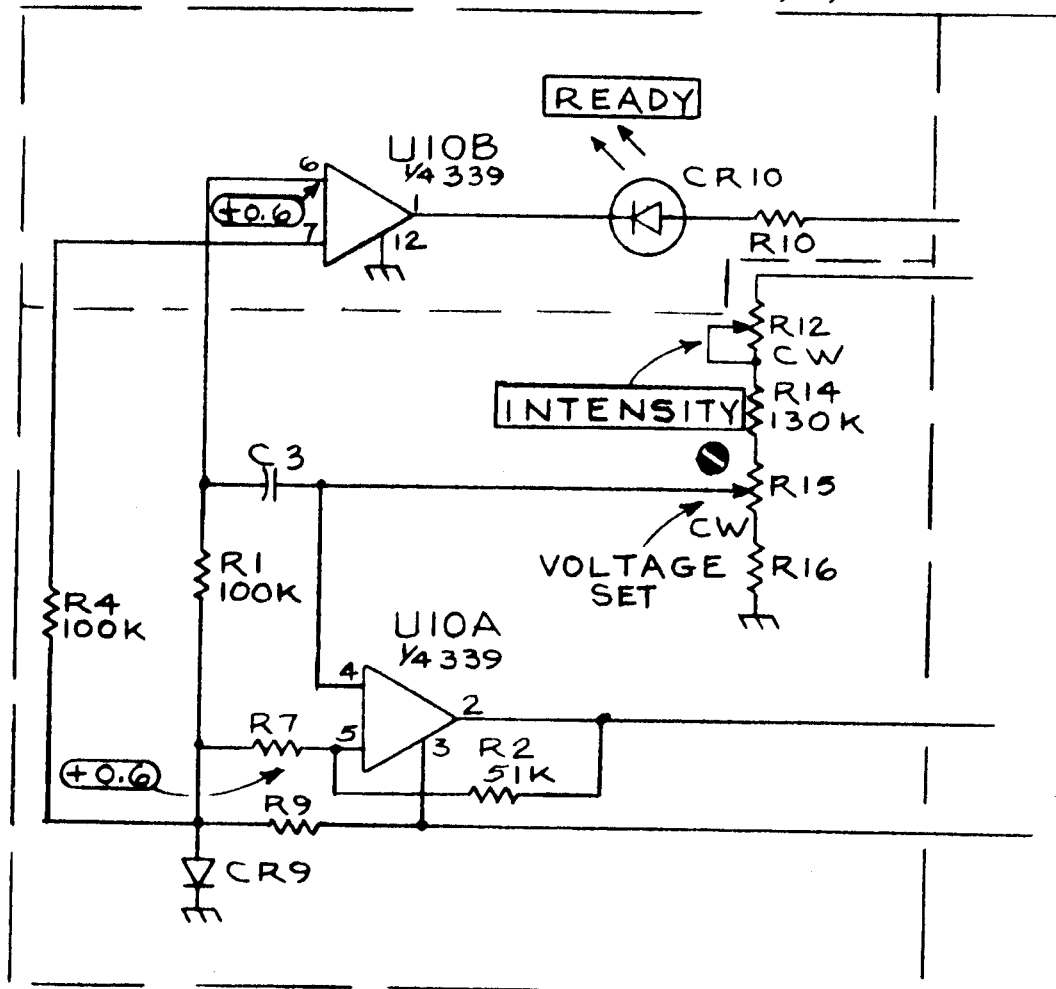 READY
U10B
1/4 339
6
+0.6
7
1
12
CR10
R10
R12
CW
INTENSITY
R14
130K
C3
R15
CW
VOLTAGE
SET
R16
R1
100K
R4
100K
U10A
1/4 339
4
2
R7
5
3
R2
51K
+0.6
R9
CR9